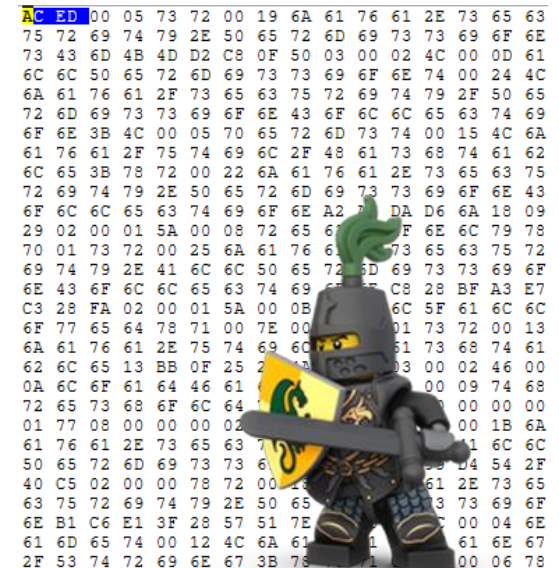 AC ED 00 05 73 72 00 19 6A 61 76 61 2E 73 65 63
75 72 69 74 79 2E 50 65 72 6D 69 73 73 69 6F 6E
73 43 6D 4B 4D D2 C8 0F 50 03 00 02 4C 00 0D 61
6C 6C 50 65 72 6D 69 73 73 69 6F 6E 74 00 24 4C
6A 61 76 61 2F 73 65 63 75 72 69 74 79 2F 50 65
72 6D 69 73 73 69 6F 6E 43 6F 6C 6C 65 63 74 69
6F 6E 3B 4C 00 05 70 65 72 6D 73 74 00 15 4C 6A
61 76 61 2F 75 74 69 6C 2F 48 61 73 68 74 61 62
6C 65 3B 78 72 00 22 6A 61 76 61 2E 73 65 63 75
72 69 74 79 2E 50 65 72 6D 69 73 73 69 6F 6E 43
6F 6C 6C 65 63 74 69 6F 6E A2 DA D6 6A 18 09
29 02 00 01 5A 00 08 72 65 6E 6C 79 78
70 01 73 72 00 25 6A 61 76 61 73 65 63 75 72
69 74 79 2E 41 6C 6C 50 65 72 69 73 73 69 6F
6E 43 6F 6C 6C 65 63 74 69 C8 28 BF A3 E7
C3 28 FA 02 00 01 5A 00 0B 6C 5F 61 6C 6C
6F 77 65 64 78 71 00 7E 00 01 73 72 00 13
6A 61 76 61 2E 75 74 69 6C 61 73 68 74 61
62 6C 65 13 BB 0F 25 03 00 02 46 00
0A 6C 6F 61 64 46 61 00 09 74 68
72 65 73 68 6F 6C 64 00 00 00
01 77 08 00 00 00 02 00 1B 6A
61 76 61 2E 73 65 63 6C 6C
50 65 72 6D 69 73 73 54 2F
40 C5 02 00 00 78 72 00 61 2E 73 65
63 75 72 69 74 79 2E 50 65 73 69 6F
6E B1 C6 E1 3F 28 57 51 7E 00 04 6E
61 6D 65 74 00 12 4C 6A 61 61 6E 67
2F 53 74 72 69 6E 67 3B 78 00 06 78